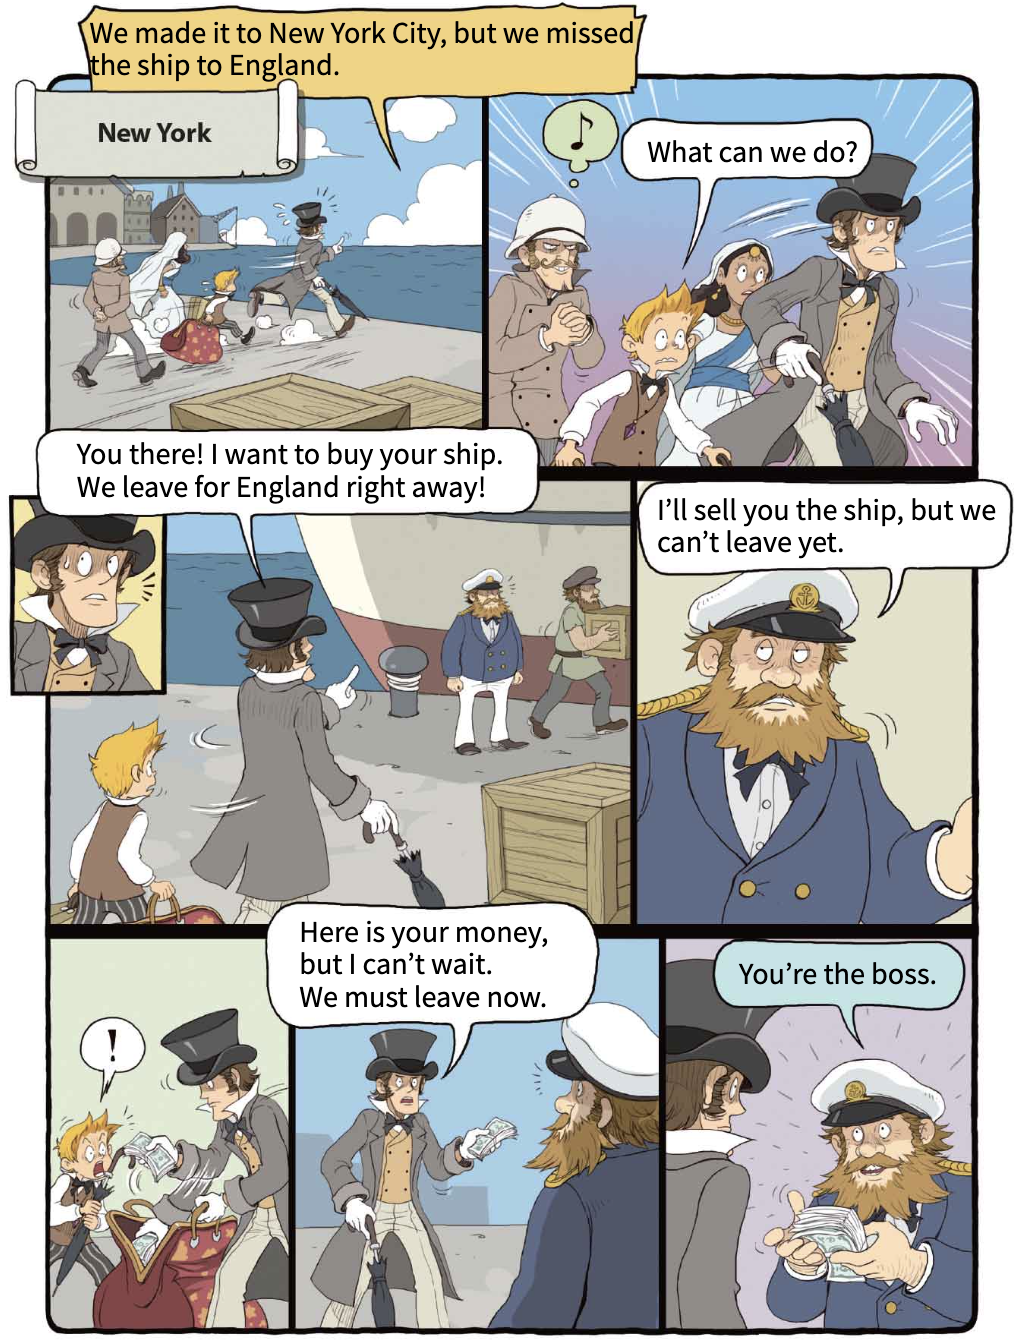 We made it to New York City, but we missed
the ship to England.
New York
What can we do?
You there! I want to buy your ship.
We leave for England right away!
I'll sell you the ship, but we
can't leave yet.
!
Here is your money,
but I can't wait.
We must leave now.
You're the boss.